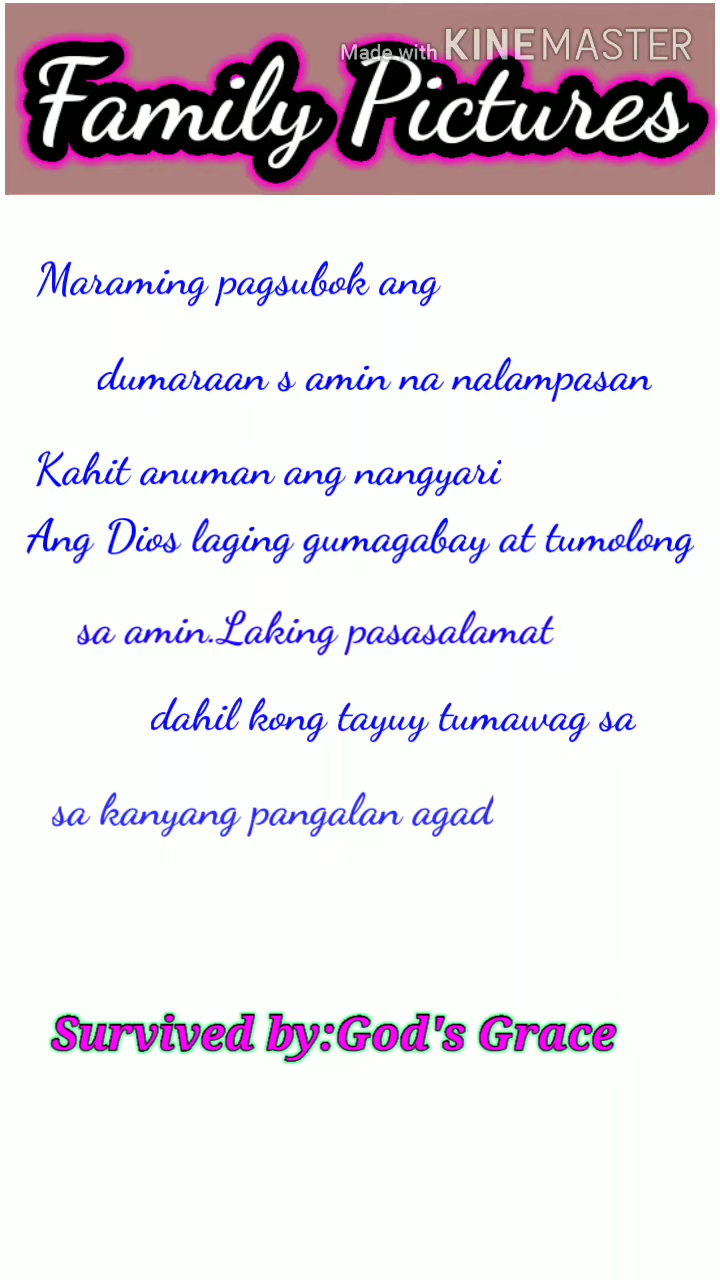 Made with KINEMASTER
Family Pictures
Maraming pagsubok ang
dumaraan s amin na nalampasan
Kahit anuman ang nangyari
Ang Dios laging gumagabay at tumolong
sa amin.Laking pasasalamat
dahil kong tayuy tumawag sa
sa kanyang pangalan agad
Survived by:God's Grace